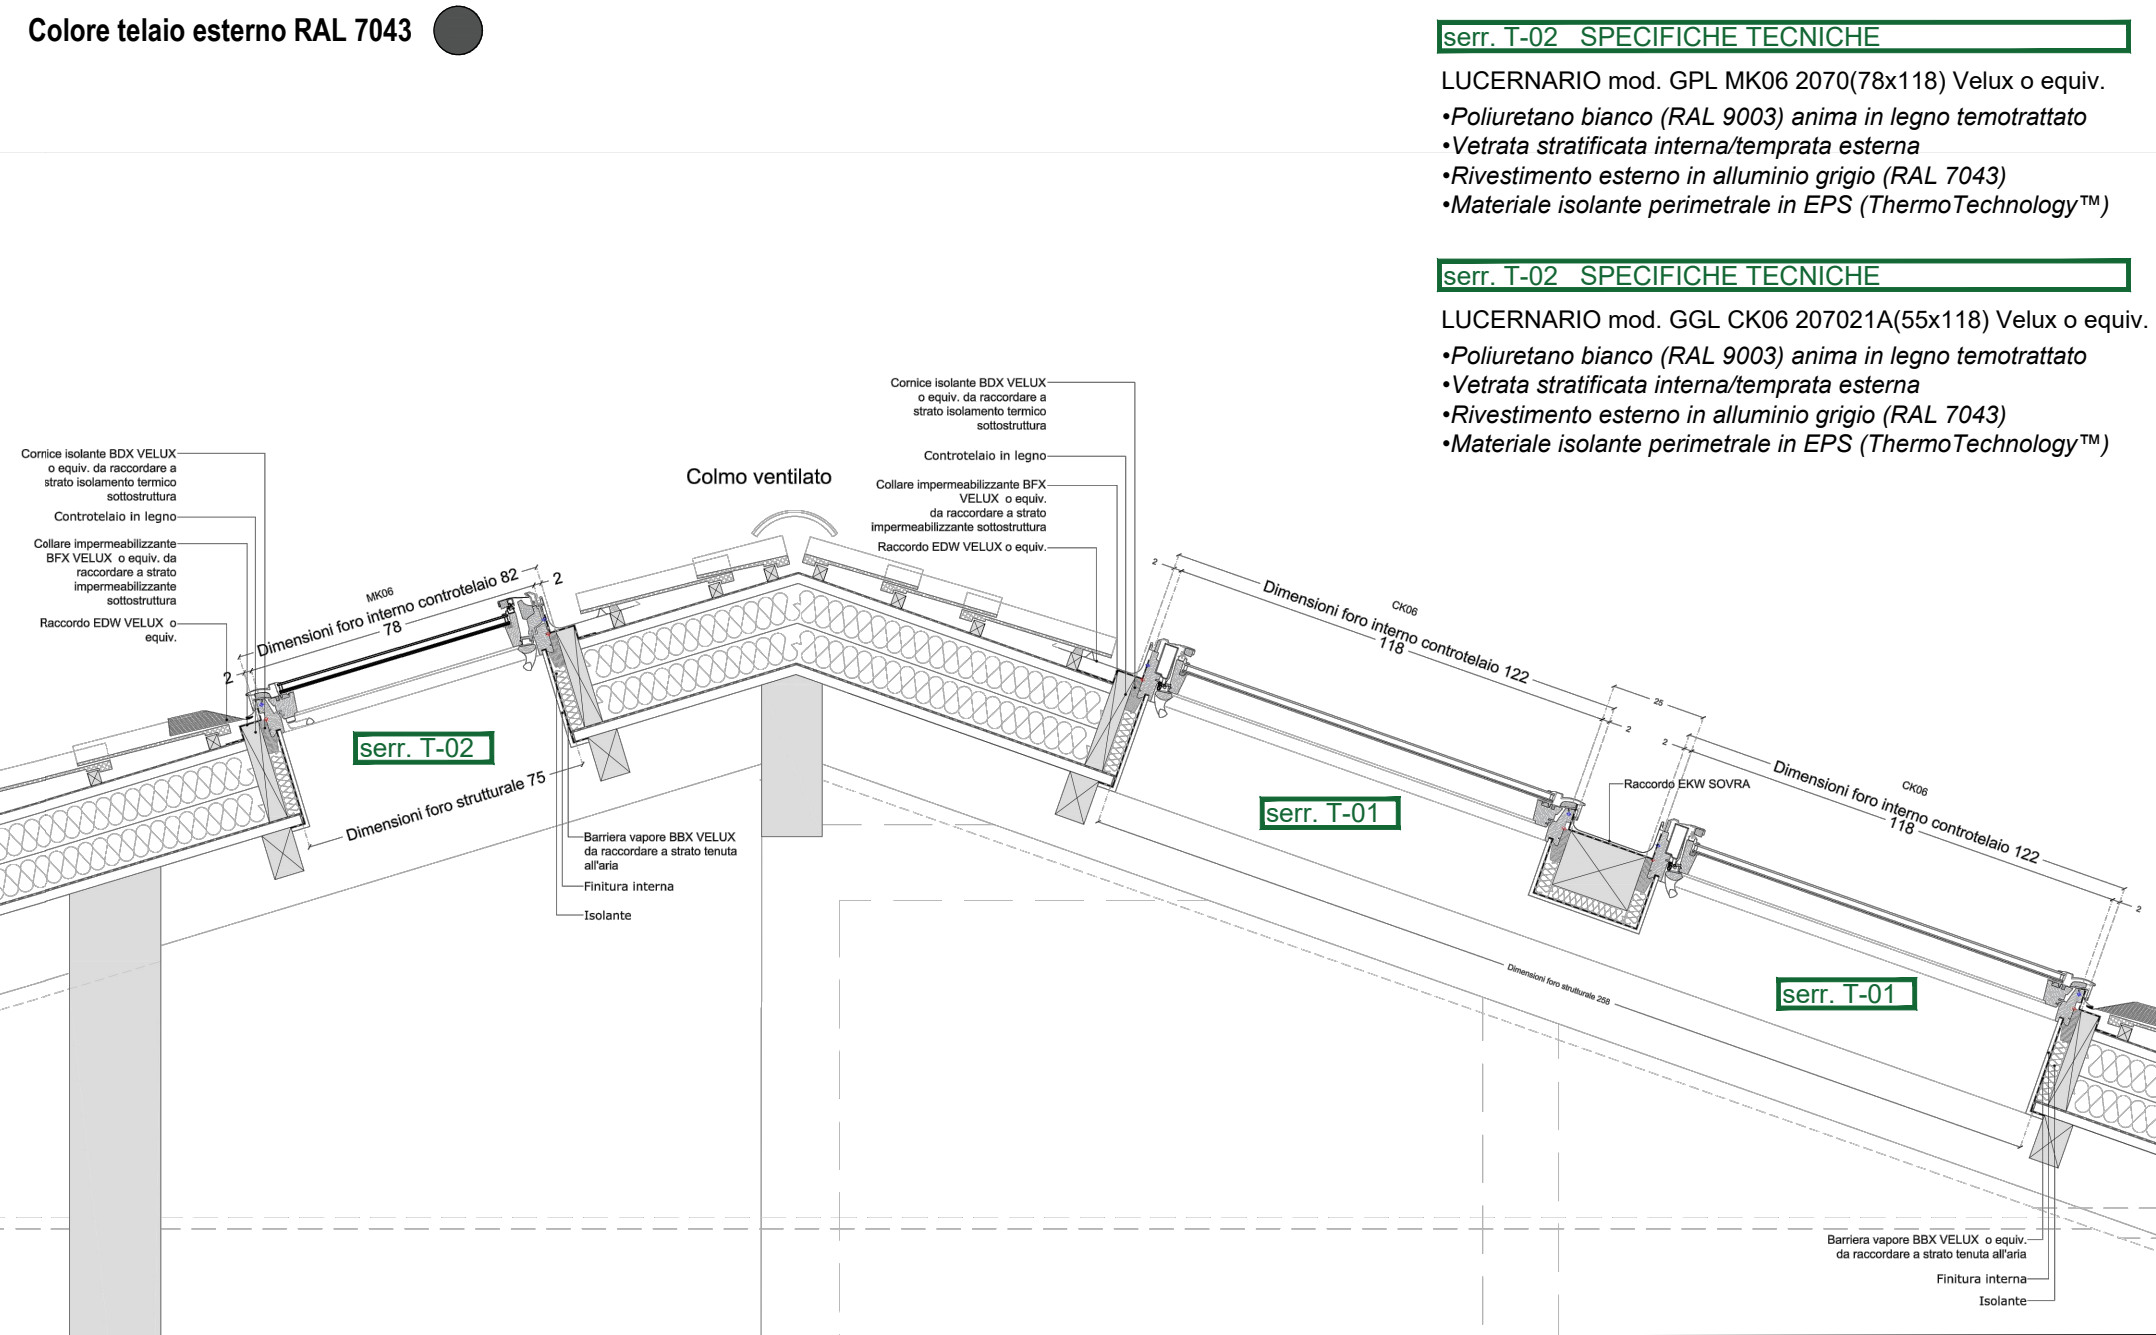 Colore telaio esterno RAL 7043
serr. T-02 SPECIFICHE TECNICHE
LUCERNARIO mod. GPL MK06 2070(78x118) Velux o equiv.
•Poliuretano bianco (RAL 9003) anima in legno temotrattato
•Vetrata stratificata interna/temprata esterna
•Rivestimento esterno in alluminio grigio (RAL 7043)
•Materiale isolante perimetrale in EPS (ThermoTechnology™)
serr. T-02 SPECIFICHE TECNICHE
LUCERNARIO mod. GGL CK06 207021A(55x118) Velux o equiv.
•Poliuretano bianco (RAL 9003) anima in legno temotrattato
•Vetrata stratificata interna/temprata esterna
•Rivestimento esterno in alluminio grigio (RAL 7043)
•Materiale isolante perimetrale in EPS (ThermoTechnology™)
Cornice isolante BDX VELUX
o equiv. da raccordare a
strato isolamento termico
sottostruttura
Controtelaio in legno
Collare impermeabilizzante
BFX VELUX o equiv. da
raccordare a strato
impermeabilizzante
sottostruttura
Raccordo EDW VELUX o
equiv.
MK06
Dimensioni foro interno controtelaio 82
78
2
2
serr. T-02
Dimensioni foro strutturale 75
Barriera vapore BBX VELUX
da raccordare a strato tenuta
all'aria
Finitura interna
Isolante
Colmo ventilato
Cornice isolante BDX VELUX
o equiv. da raccordare a
strato isolamento termico
sottostruttura
Controtelaio in legno
Collare impermeabilizzante BFX
VELUX o equiv.
da raccordare a strato
impermeabilizzante sottostruttura
Raccordo EDW VELUX o equiv.
2
CK06
Dimensioni foro interno controtelaio 122
118
2
25
2
Raccordo EKW SOVRA
serr. T-01
CK06
Dimensioni foro interno controtelaio 122
118
2
serr. T-01
Dimensioni foro strutturale 258
Barriera vapore BBX VELUX o equiv.
da raccordare a strato tenuta all'aria
Finitura interna
Isolante